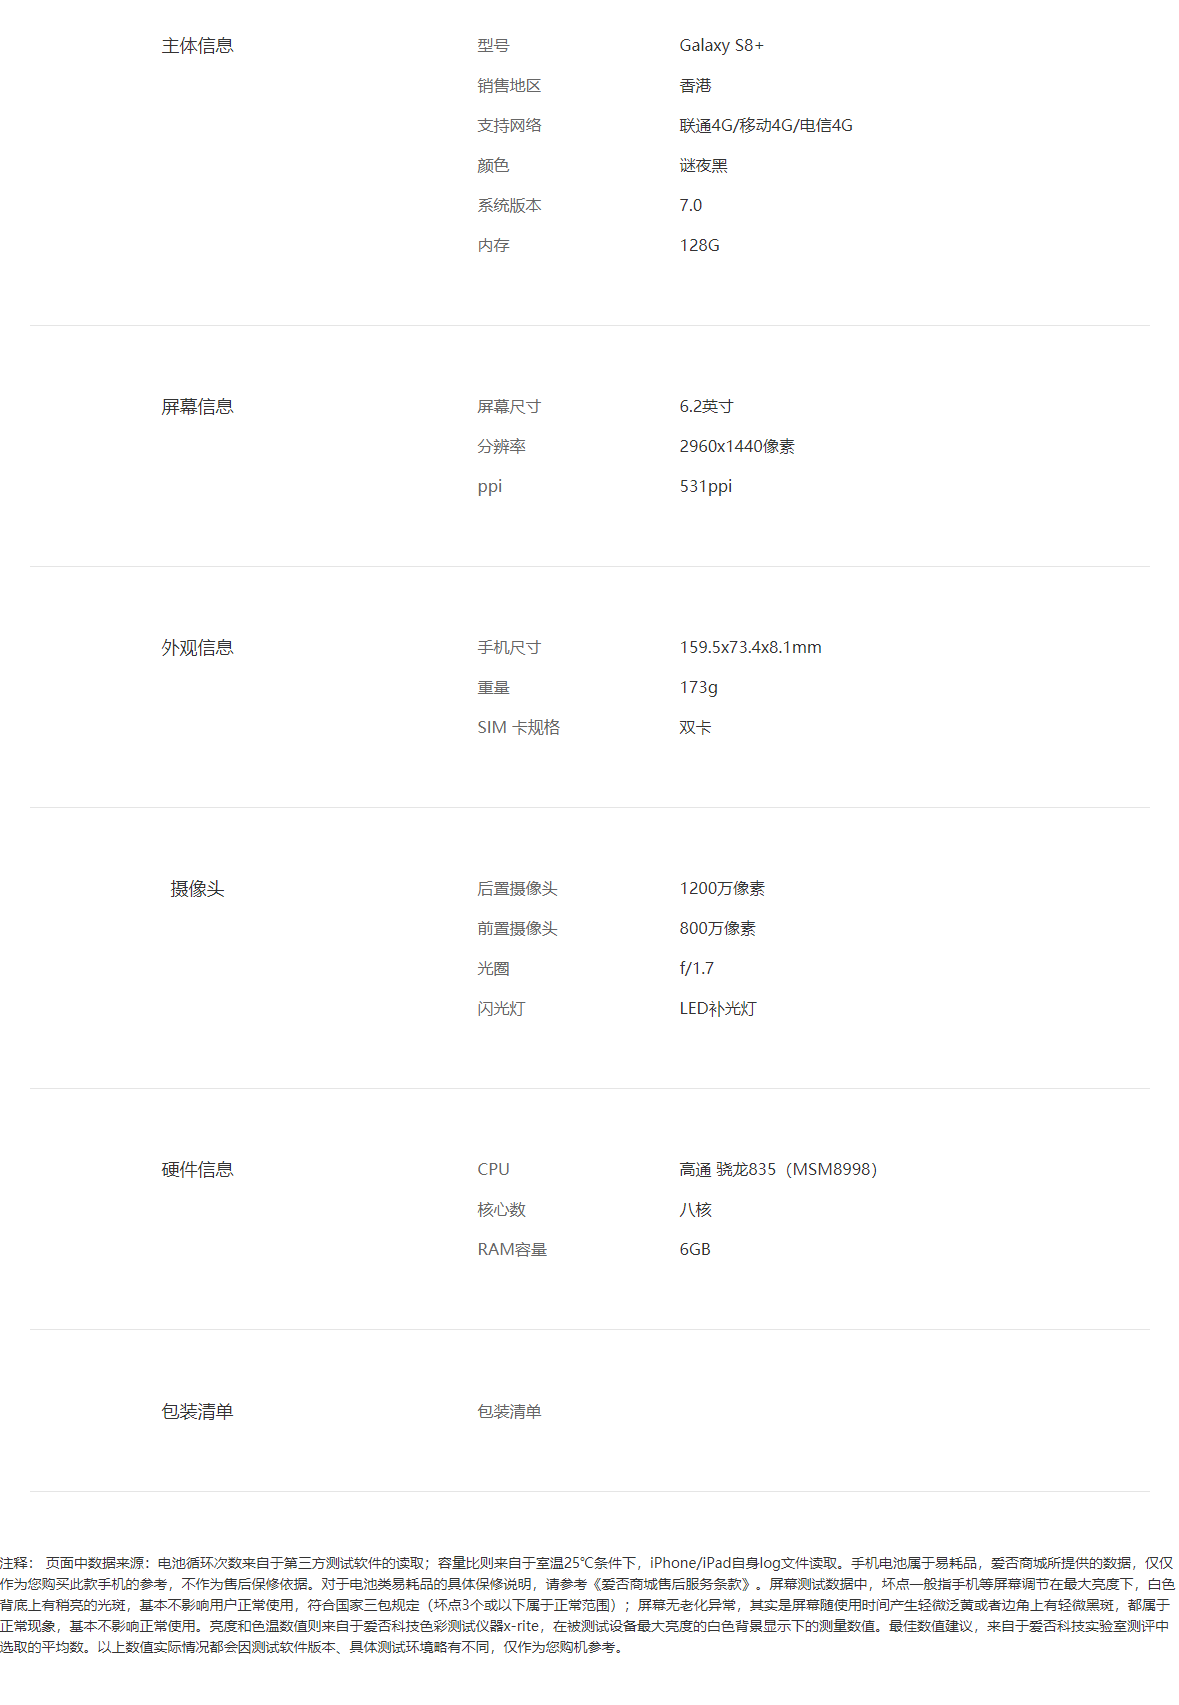 主体信息 型号 Galaxy S8+
销售地区 香港
支持网络 联通4G/移动4G/电信4G
颜色 谜夜黑
系统版本 7.0
内存 128G
屏幕信息 屏幕尺寸 6.2英寸
分辨率 2960x1440像素
ppi 531ppi
外观信息 手机尺寸 159.5x73.4x8.1mm
重量 173g
SIM 卡规格 双卡
摄像头 后置摄像头 1200万像素
前置摄像头 800万像素
光圈 f/1.7
闪光灯 LED补光灯
硬件信息 CPU 高通 骁龙835（MSM8998）
核心数 八核
RAM容量 6GB
包装清单 包装清单
注释： 页面中数据来源：电池循环次数来自于第三方测试软件的读取；容量比则来自于室温25℃条件下，iPhone/iPad自身log文件读取。手机电池属于易耗品，爱否商城所提供的数据，仅仅
作为您购买此款手机的参考，不作为售后保修依据。对于电池类易耗品的具体保修说明，请参考《爱否商城售后服务条款》。屏幕测试数据中，坏点一般指手机等屏幕调节在最大亮度下，白色
背底上有稍亮的光斑，基本不影响用户正常使用，符合国家三包规定（坏点3个或以下属于正常范围）；屏幕无老化异常，其实是屏幕随使用时间产生轻微泛黄或者边角上有轻微黑斑，都属于
正常现象，基本不影响正常使用。亮度和色温数值则来自于爱否科技色彩测试仪器x-rite，在被测试设备最大亮度的白色背景显示下的测量数值。最佳数值建议，来自于爱否科技实验室测评中
选取的平均数。以上数值实际情况都会因测试软件版本、具体测试环境略有不同，仅作为您购机参考。